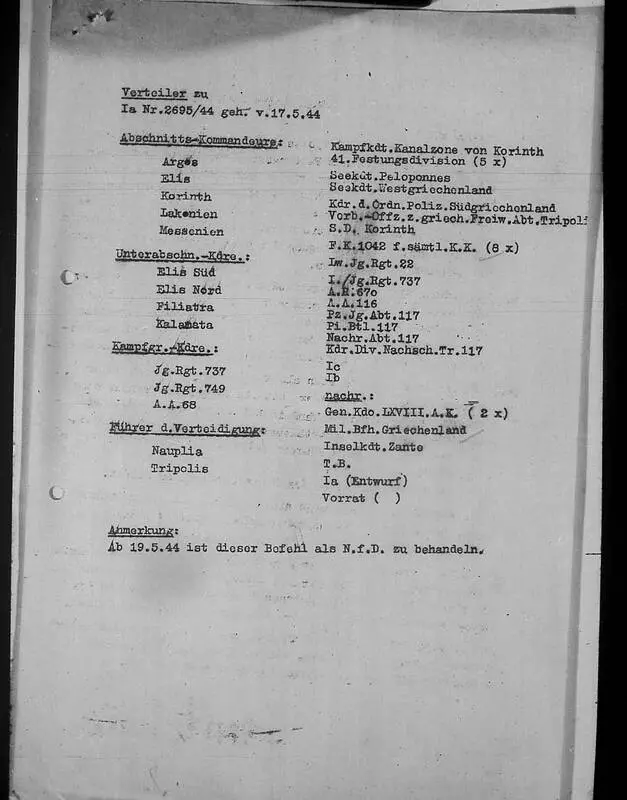 Verteiler zu
Ia Nr.2695/44 geh. v.17.5.44
Abschnitts-Kommandeure:
Argos
Elis
Korinth
Lakonien
Messenien
Unterabschn.-Kdre.:
Elis Süd
Elis Nord
Filiatra
Kalamata
Kampfgr.-Kdre.:
Jg.Rgt.737
Jg.Rgt.749
A.A.68
Führer d.Verteidigung:
Nauplia
Tripolis
Kampfkdt.Kanalzone von Korinth
41.Festungsdivision (5 x)
Seekdt.Peloponnes
Seekdt.Westgriechenland
Kdr.d.Ordn.Poliz.Südgriechenland
Verb.-Offz.z.griech.Freiw.Abt.Tripoli
S.D. Korinth
F.K.1042 f.sämtl.K.K. (8 x)
Lw.Jg.Rgt.22
I./Jg.Rgt.737
A.R.670
A.A.116
Pz.Jg.Abt.117
Pi.Btl.117
Nachr.Abt.117
Kdr.Div.Nachsch.Tr.117
Ic
Ib
nachr.:
Gen.Kdo.LXVIII.A.K. ( 2 x)
Mil.Bfh.Griechenland
Inselkdt.Zante
T.B.
Ia (Entwurf)
Vorrat ( )
Anmerkung:
Ab 19.5.44 ist dieser Befehl als N.f.D. zu behandeln.